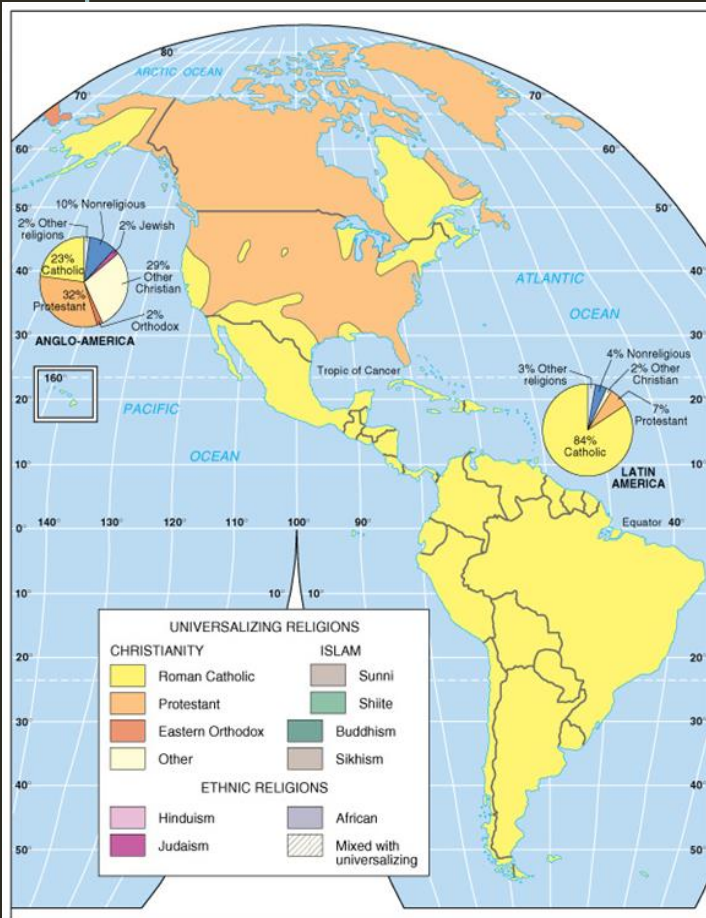 80°
ARCTIC OCEAN
70°
70°
60°
60°
50°
50°
10% Nonreligious
2% Other
religions
2% Jewish
23%
Catholic
29%
Other
Christian
32%
Protestant
2%
Orthodox
ANGLO-AMERICA
40°
40°
ATLANTIC
OCEAN
30°
30°
160°
Tropic of Cancer
4% Nonreligious
3% Other
religions
2% Other
Christian
7%
Protestant
84%
Catholic
LATIN
AMERICA
20°
20°
PACIFIC
OCEAN
10°
10°
0°
140°
130°
120°
110°
100°
90°
Equator
40°
10°
10°
10°
10°
20°
20°
30°
30°
40°
40°
50°
50°
UNIVERSALIZING RELIGIONS
CHRISTIANITY
Roman Catholic
Protestant
Eastern Orthodox
Other
ISLAM
Sunni
Shiite
Buddhism
Sikhism
ETHNIC RELIGIONS
Hinduism
Judaism
African
Mixed with
universalizing